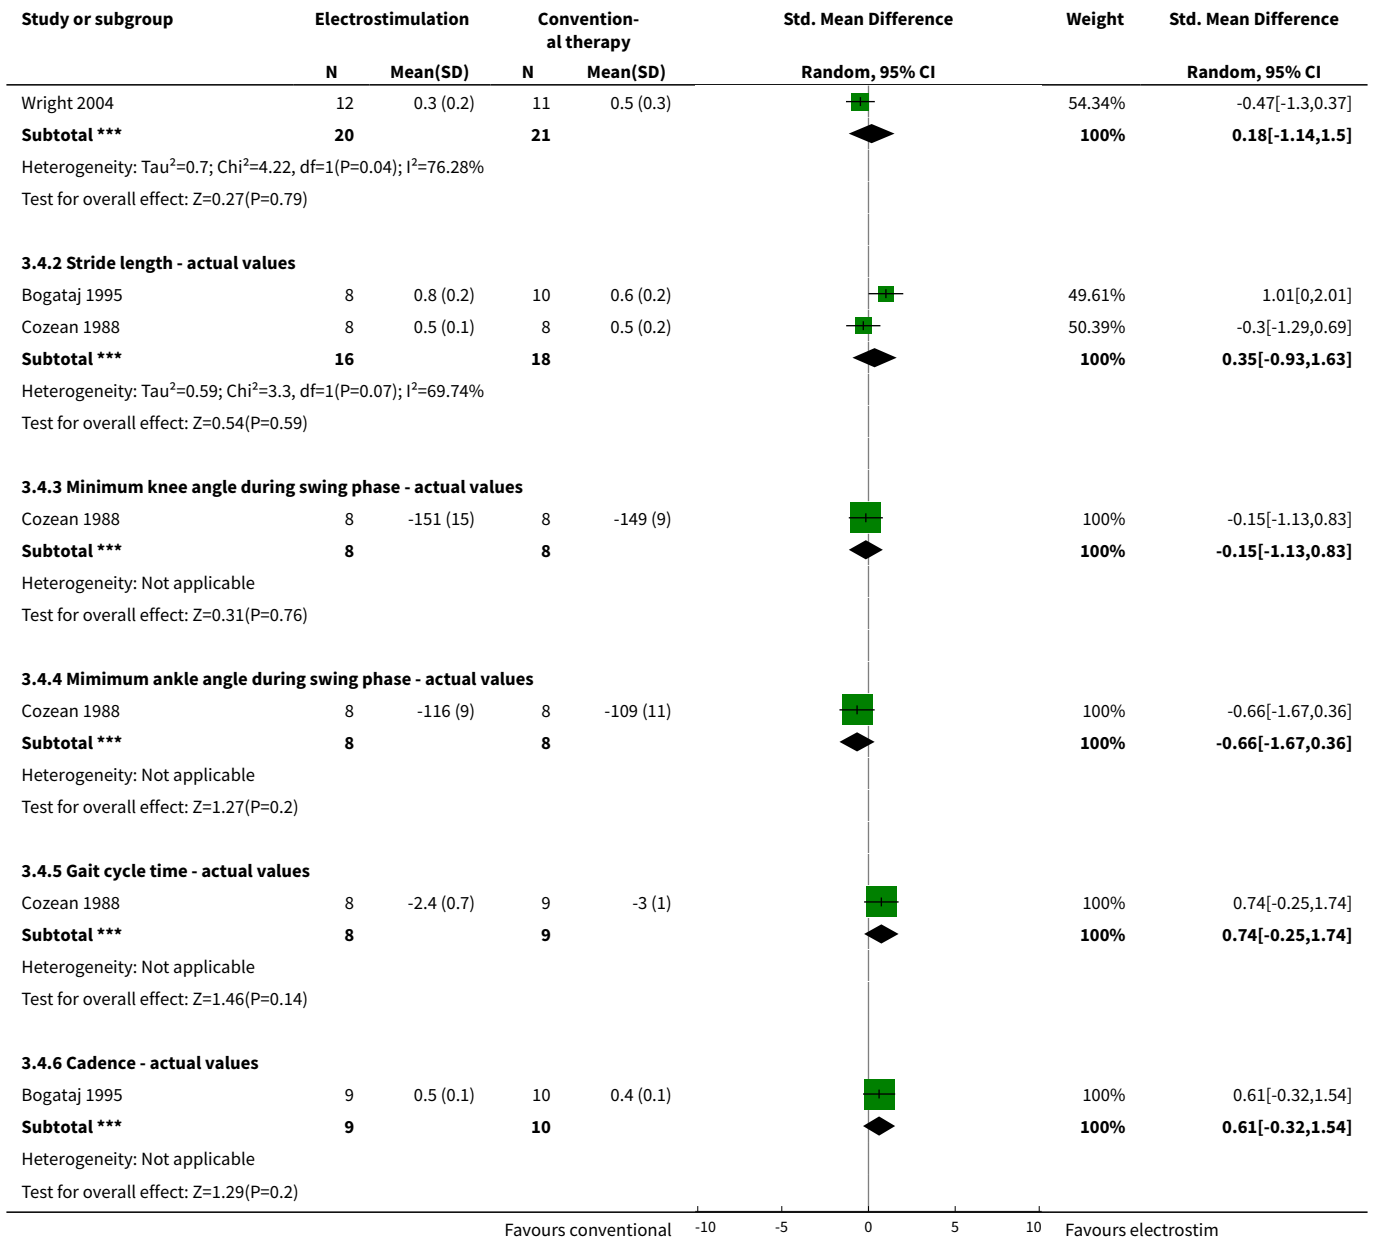 Study or subgroup Electrostimulation Convention- Std. Mean Difference Weight Std. Mean Difference
al therapy
N Mean(SD) N Mean(SD) Random, 95% CI Random, 95% CI
Wright 2004 12 0.3 (0.2) 11 0.5 (0.3) 54.34% -0.47[-1.3,0.37]
Subtotal *** 20 21 100% 0.18[-1.14,1.5]
Heterogeneity: Tau²=0.7; Chi²=4.22, df=1(P=0.04); I²=76.28%
Test for overall effect: Z=0.27(P=0.79)
3.4.2 Stride length - actual values
Bogataj 1995 8 0.8 (0.2) 10 0.6 (0.2) 49.61% 1.01[0,2.01]
Cozean 1988 8 0.5 (0.1) 8 0.5 (0.2) 50.39% -0.3[-1.29,0.69]
Subtotal *** 16 18 100% 0.35[-0.93,1.63]
Heterogeneity: Tau²=0.59; Chi²=3.3, df=1(P=0.07); I²=69.74%
Test for overall effect: Z=0.54(P=0.59)
3.4.3 Minimum knee angle during swing phase - actual values
Cozean 1988 8 -151 (15) 8 -149 (9) 100% -0.15[-1.13,0.83]
Subtotal *** 8 8 100% -0.15[-1.13,0.83]
Heterogeneity: Not applicable
Test for overall effect: Z=0.31(P=0.76)
3.4.4 Mimimum ankle angle during swing phase - actual values
Cozean 1988 8 -116 (9) 8 -109 (11) 100% -0.66[-1.67,0.36]
Subtotal *** 8 8 100% -0.66[-1.67,0.36]
Heterogeneity: Not applicable
Test for overall effect: Z=1.27(P=0.2)
3.4.5 Gait cycle time - actual values
Cozean 1988 8 -2.4 (0.7) 9 -3 (1) 100% 0.74[-0.25,1.74]
Subtotal *** 8 9 100% 0.74[-0.25,1.74]
Heterogeneity: Not applicable
Test for overall effect: Z=1.46(P=0.14)
3.4.6 Cadence - actual values
Bogataj 1995 9 0.5 (0.1) 10 0.4 (0.1) 100% 0.61[-0.32,1.54]
Subtotal *** 9 10 100% 0.61[-0.32,1.54]
Heterogeneity: Not applicable
Test for overall effect: Z=1.29(P=0.2)
Favours conventional -10 -5 0 5 10 Favours electrostim